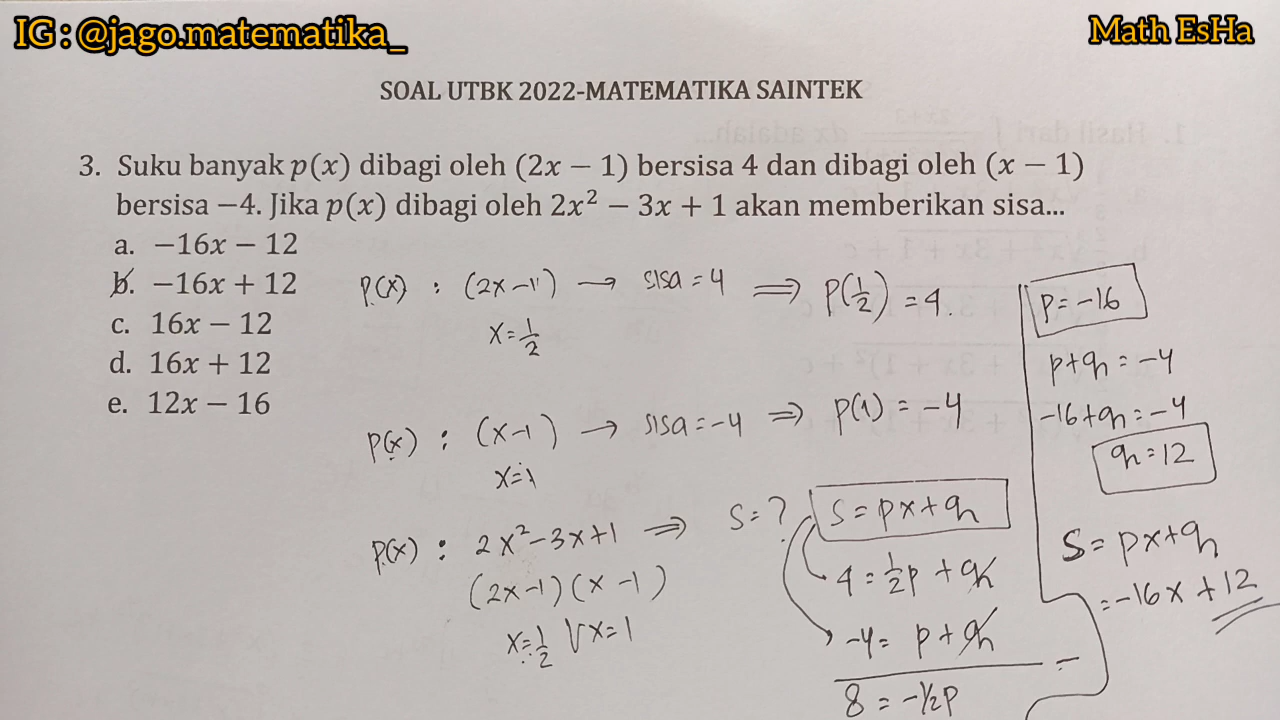 IG : @jago.matematika_
Math EsHa
SOAL UTBK 2022-MATEMATIKA SAINTEK
3. Suku banyak p(x) dibagi oleh (2x − 1) bersisa 4 dan dibagi oleh (x − 1)
bersisa −4. Jika p(x) dibagi oleh 2x² − 3x + 1 akan memberikan sisa...
a. −16x − 12
b. −16x + 12
c. 16x − 12
d. 16x + 12
e. 12x − 16
P(x) : (2x−1) → sisa = 4 ⟹ P(1/2) = 4.
x = 1/2
P(x) : (x−1) → sisa = −4 ⟹ P(1) = −4
x = 1
P(x) : 2x²−3x+1 ⟹ S = ? S = px + q
(2x−1)(x−1)
x = 1/2 V x = 1
4 = 1/2p + q
−4 = p + q
8 = −1/2p
p = −16
p+q = −4
−16+q = −4
q = 12
S = px+q
= −16x + 12